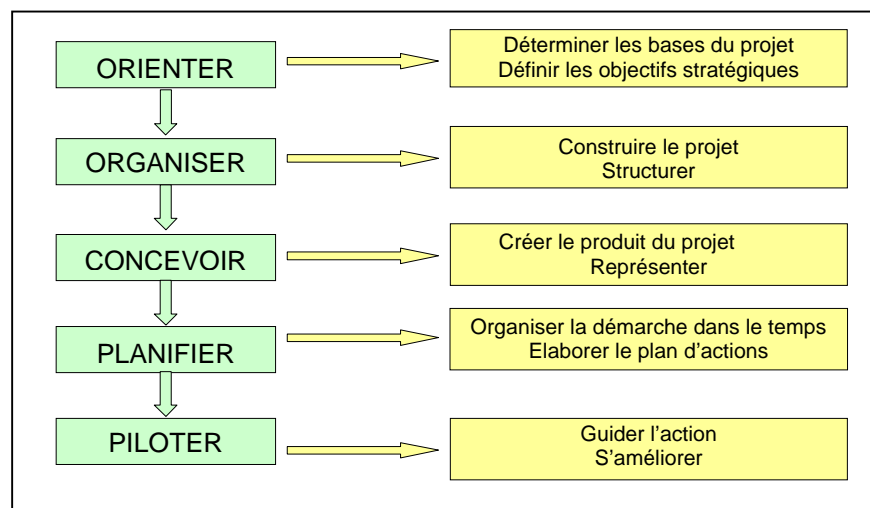 ORIENTER
Déterminer les bases du projet
Définir les objectifs stratégiques
ORGANISER
Construire le projet
Structurer
CONCEVOIR
Créer le produit du projet
Représenter
PLANIFIER
Organiser la démarche dans le temps
Elaborer le plan d’actions
PILOTER
Guider l’action
S’améliorer